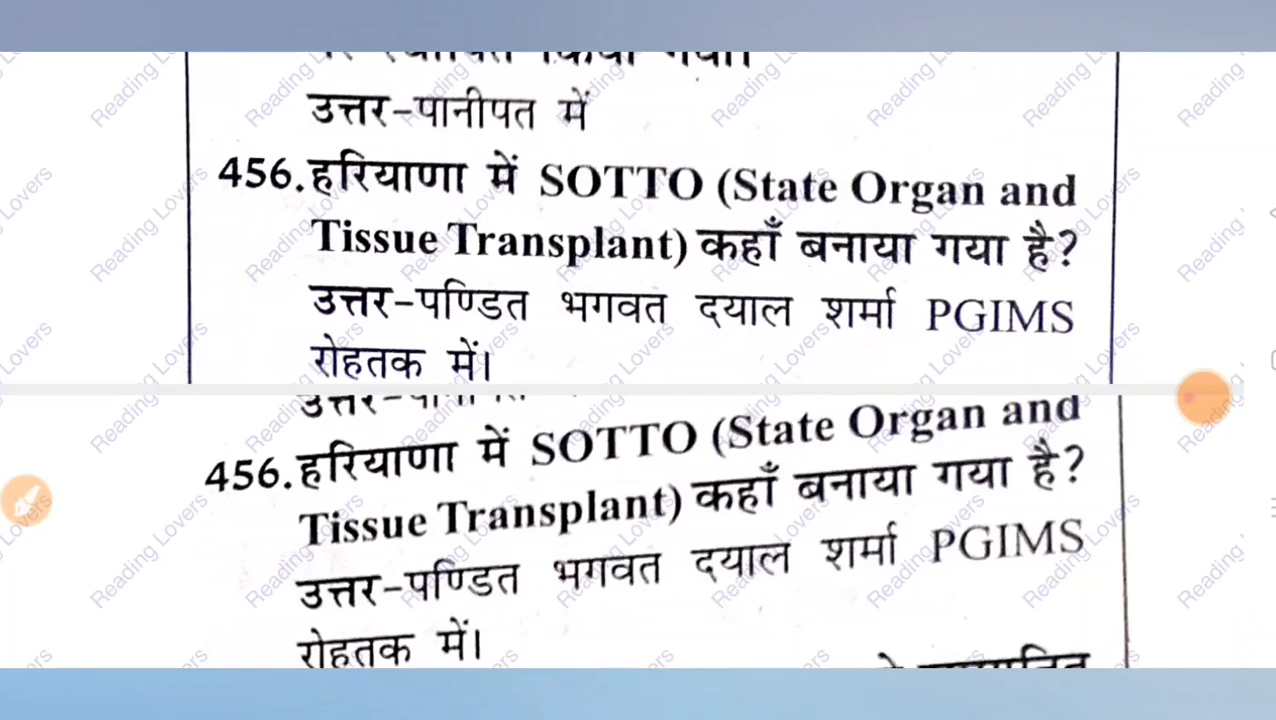 उत्तर-पानीपत में
456.हरियाणा में SOTTO (State Organ and
Tissue Transplant) कहाँ बनाया गया है?
उत्तर-पण्डित भगवत दयाल शर्मा PGIMS
रोहतक में।
456.हरियाणा में SOTTO (State Organ and
Tissue Transplant) कहाँ बनाया गया है?
उत्तर-पण्डित भगवत दयाल शर्मा PGIMS
रोहतक में।
Reading Lovers